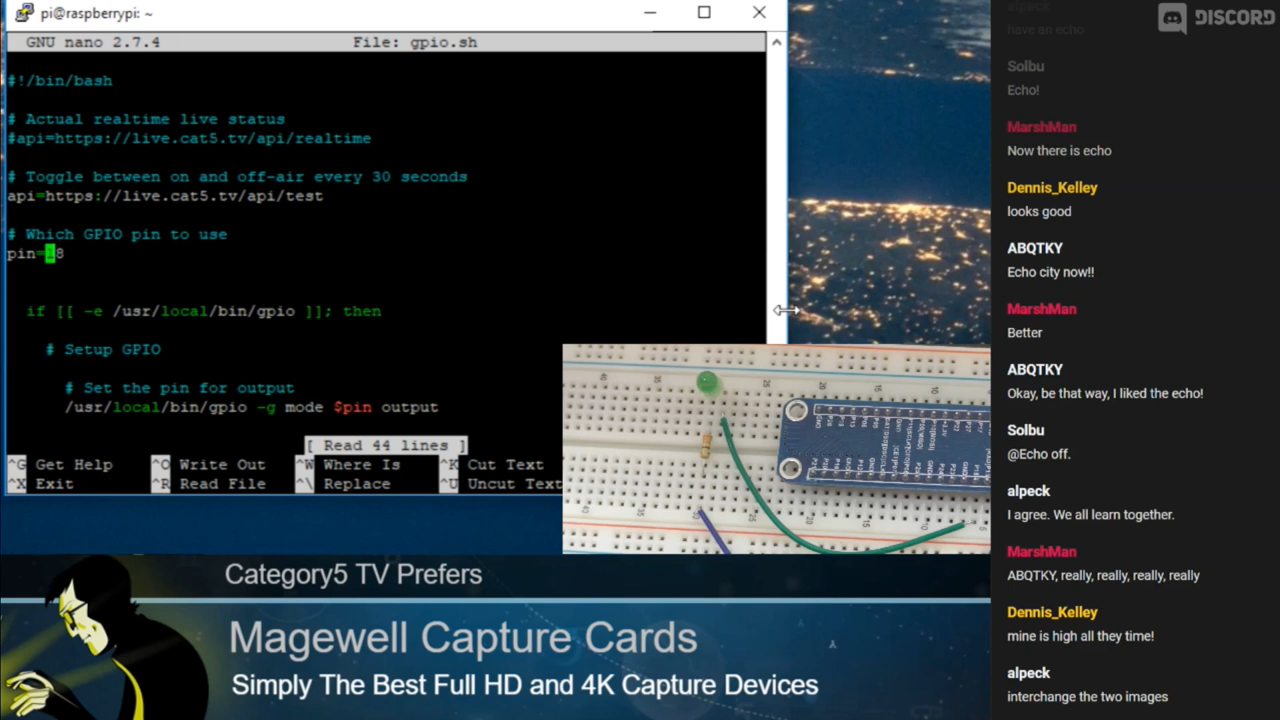 pi@raspberrypi: ~
GNU nano 2.7.4 File: gpio.sh
#!/bin/bash
# Actual realtime live status
#api=https://live.cat5.tv/api/realtime
# Toggle between on and off-air every 30 seconds
api=https://live.cat5.tv/api/test
# Which GPIO pin to use
pin=18
if [[ -e /usr/local/bin/gpio ]]; then
# Setup GPIO
# Set the pin for output
/usr/local/bin/gpio -g mode $pin output
[ Read 44 lines ]
^G Get Help ^O Write Out ^W Where Is ^K Cut Text
^X Exit ^R Read File ^\ Replace ^U Uncut Text
Category5 TV Prefers
Magewell Capture Cards
Simply The Best Full HD and 4K Capture Devices
DISCORD
alpeck
have an echo
Solbu
Echo!
MarshMan
Now there is echo
Dennis_Kelley
looks good
ABQTKY
Echo city now!!
MarshMan
Better
ABQTKY
Okay, be that way, I liked the echo!
Solbu
@Echo off.
alpeck
I agree. We all learn together.
MarshMan
ABQTKY, really, really, really, really
Dennis_Kelley
mine is high all they time!
alpeck
interchange the two images